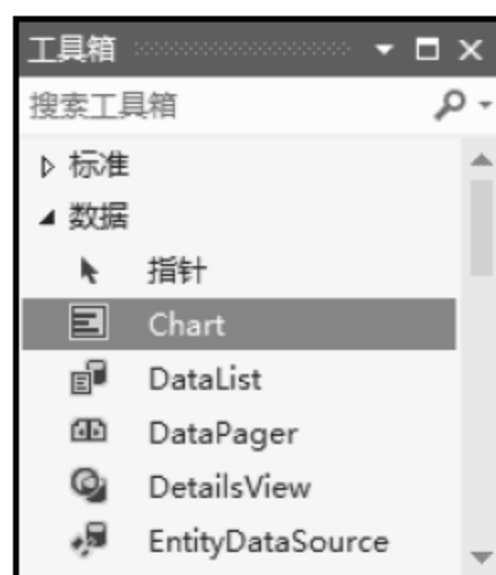 工具箱
搜索工具箱
标准
数据
指针
Chart
DataList
DataPager
DetailsView
EntityDataSource